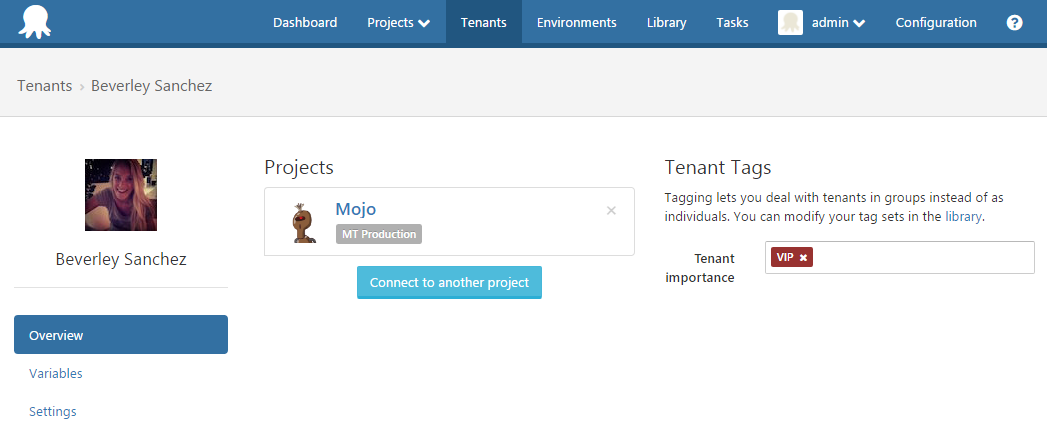 Dashboard Projects Tenants Environments Library Tasks admin Configuration ?
Tenants › Beverley Sanchez
Beverley Sanchez
Overview
Variables
Settings
Projects
Mojo ×
MT Production
Connect to another project
Tenant Tags
Tagging lets you deal with tenants in groups instead of as
individuals. You can modify your tag sets in the library.
Tenant
importance
VIP ×